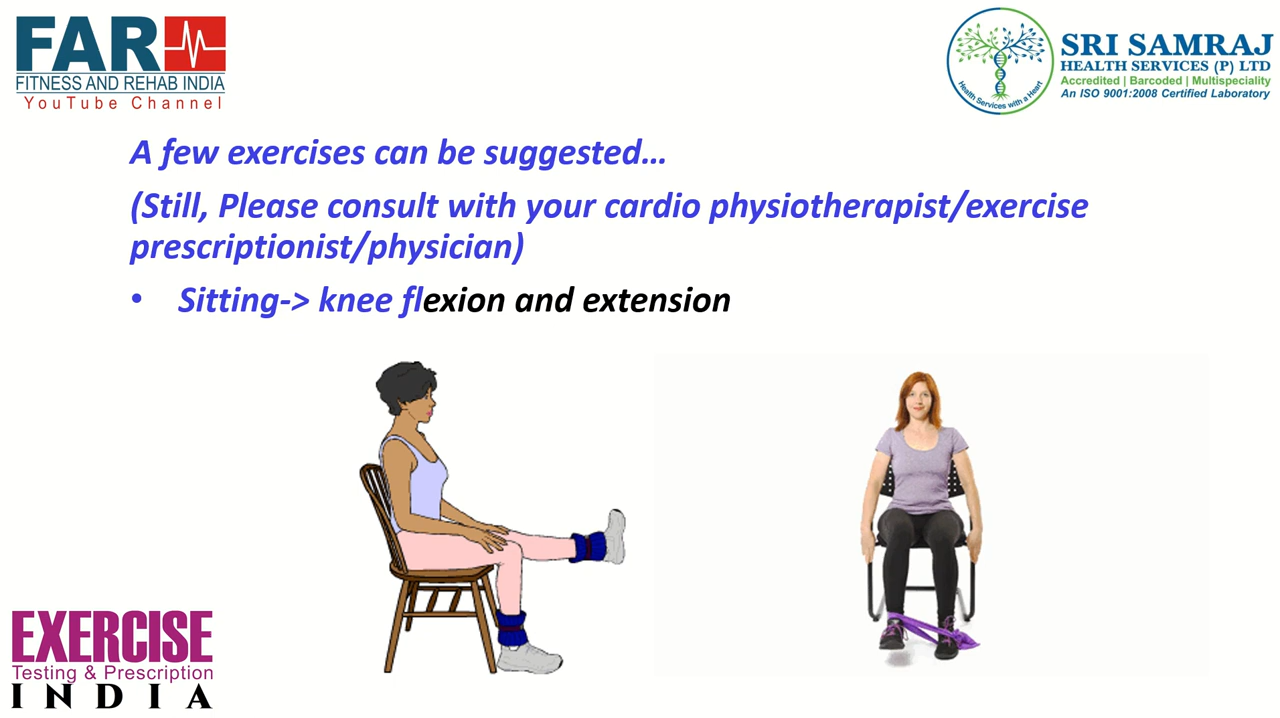 FAR
FITNESS AND REHAB INDIA
YouTube Channel
Health Services with a Heart
SRI SAMRAJ
HEALTH SERVICES (P) LTD
Accredited | Barcoded | Multispeciality
An ISO 9001:2008 Certified Laboratory
A few exercises can be suggested...
(Still, Please consult with your cardio physiotherapist/exercise
prescriptionist/physician)
• Sitting-> knee flexion and extension
EXERCISE
Testing & Prescription
INDIA